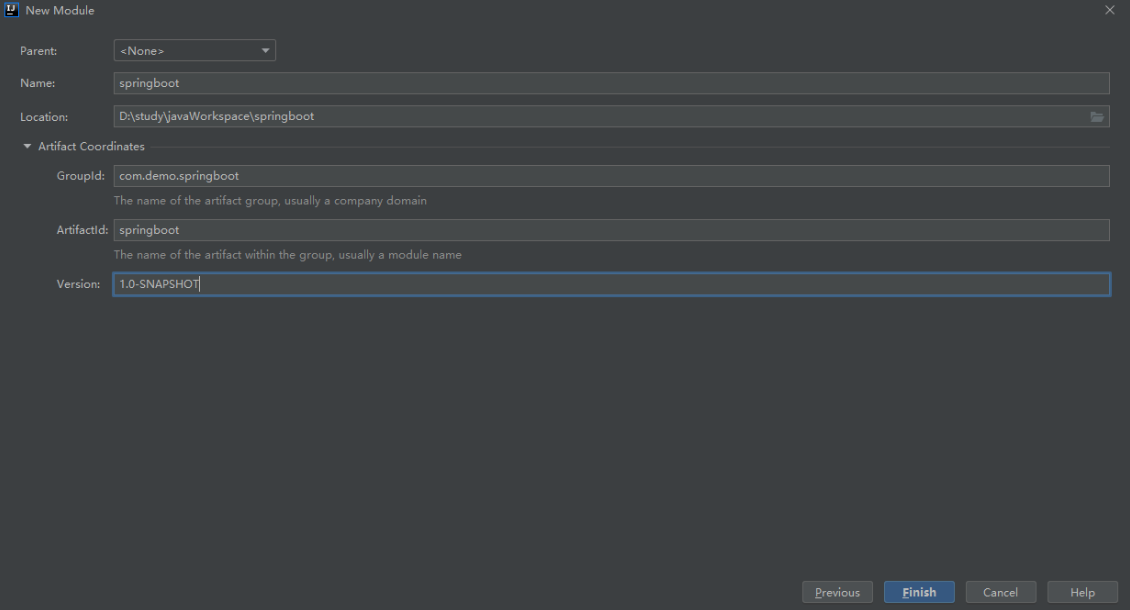 New Module
Parent: <None>
Name: springboot
Location: D:\study\javaWorkspace\springboot
Artifact Coordinates
GroupId: com.demo.springboot
The name of the artifact group, usually a company domain
ArtifactId: springboot
The name of the artifact within the group, usually a module name
Version: 1.0-SNAPSHOT
Previous Finish Cancel Help